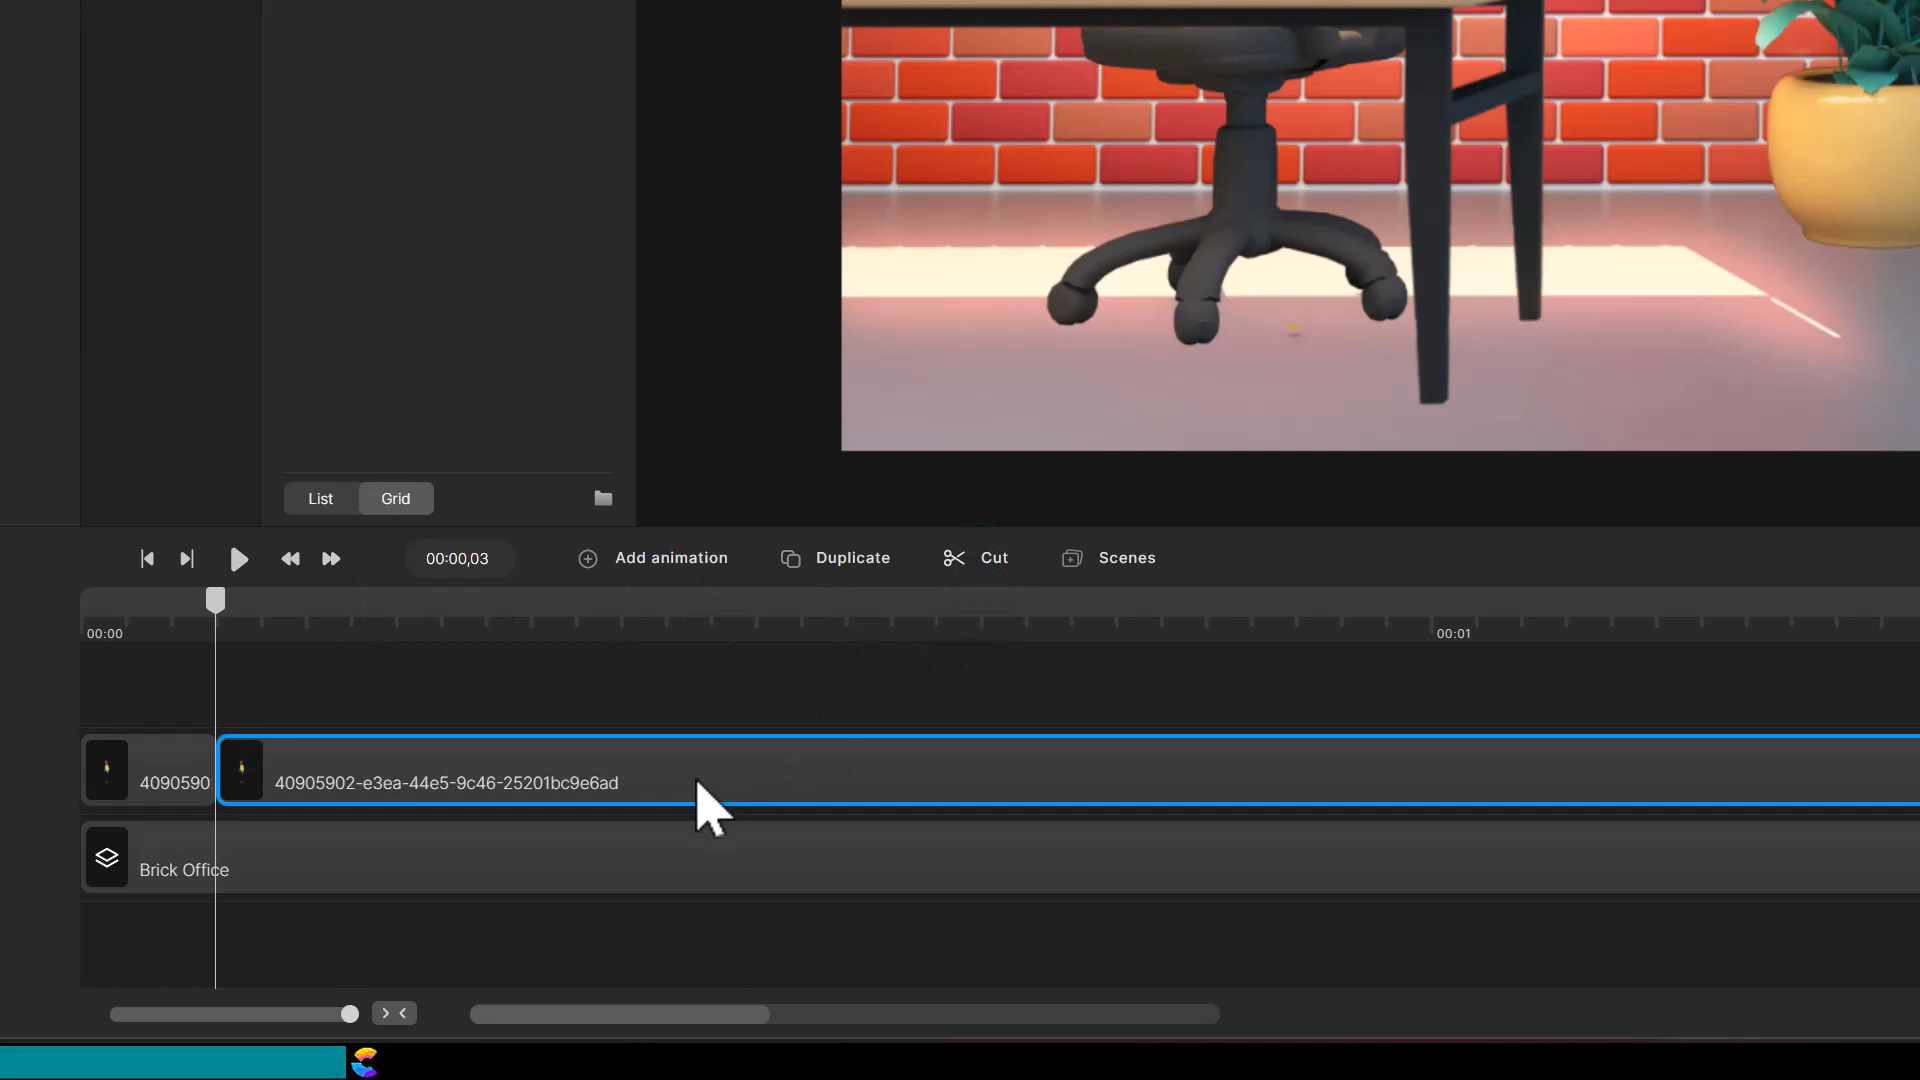 List Grid
00:00,03 Add animation Duplicate Cut Scenes
00:00 00:01
4090590 40905902-e3ea-44e5-9c46-25201bc9e6ad
Brick Office